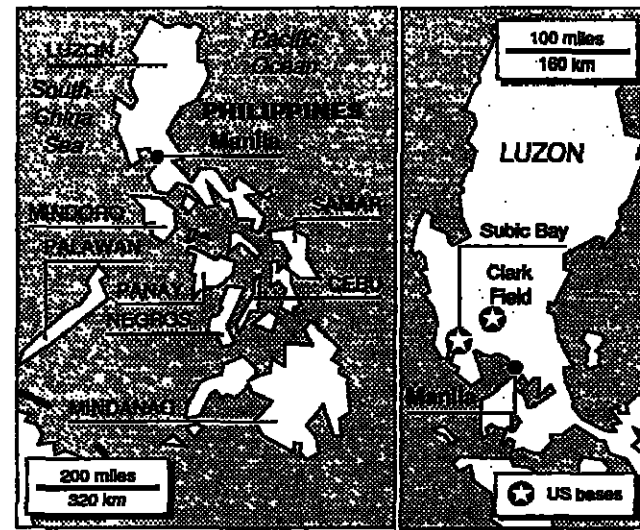 LUZON
Pacific
Ocean
South
China
Sea
PHILIPPINES
Manila
MINDORO
SAMAR
PALAWAN
PANAY
CEBU
NEGROS
MINDANAO
200 miles
320 km
100 miles
160 km
LUZON
Subic Bay
Clark
Field
Manila
US bases